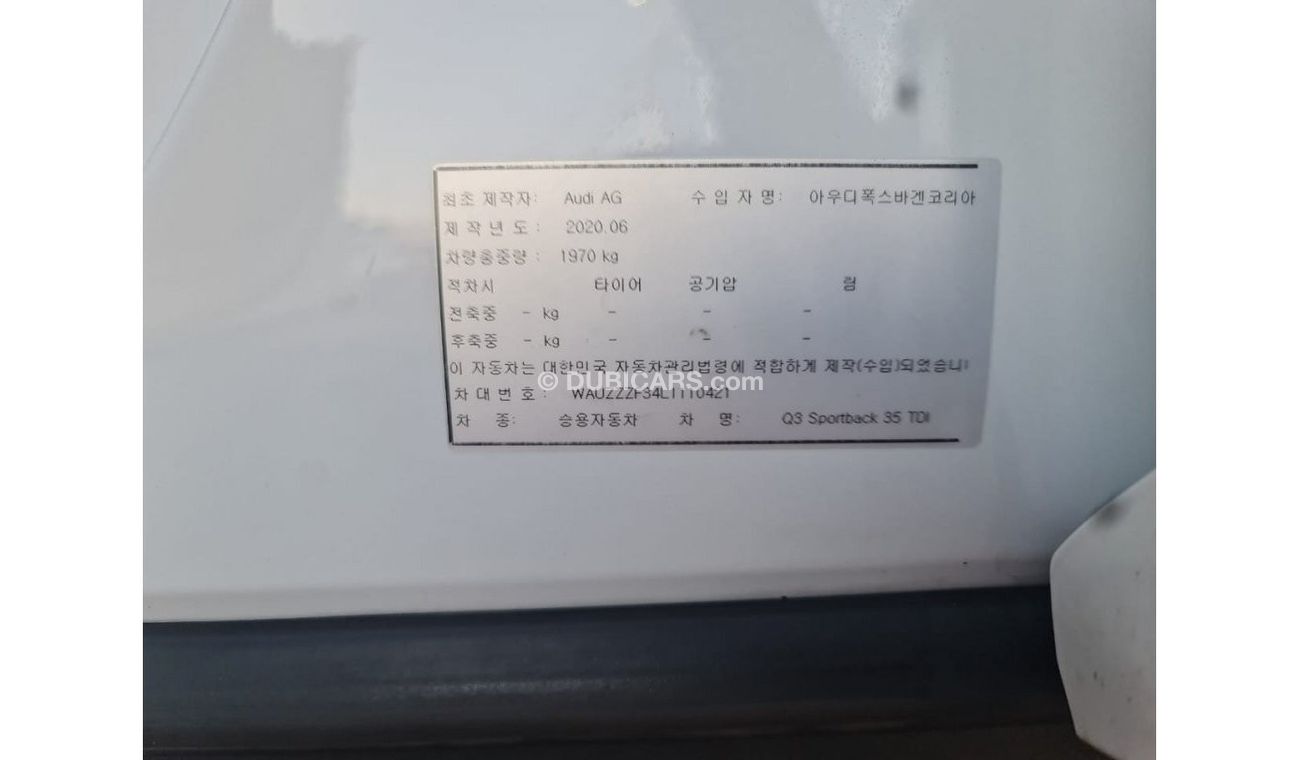 최초 제작자: Audi AG 수 입 자 명: 아우디폭스바겐코리아
제 작 년 도 : 2020.06
차량총중량 : 1970 kg
적차시 타이어 공기압 림
전축중 - kg - - -
후축중 - kg - - -
이 자동차는 대한민국 자동차관리법령에 적합하게 제작(수입)되었습니
© DUBICARS.com
차 대 번 호 : WAUZZZF34L1110421
차 종: 승용자동차 차 명: Q3 Sportback 35 TDI